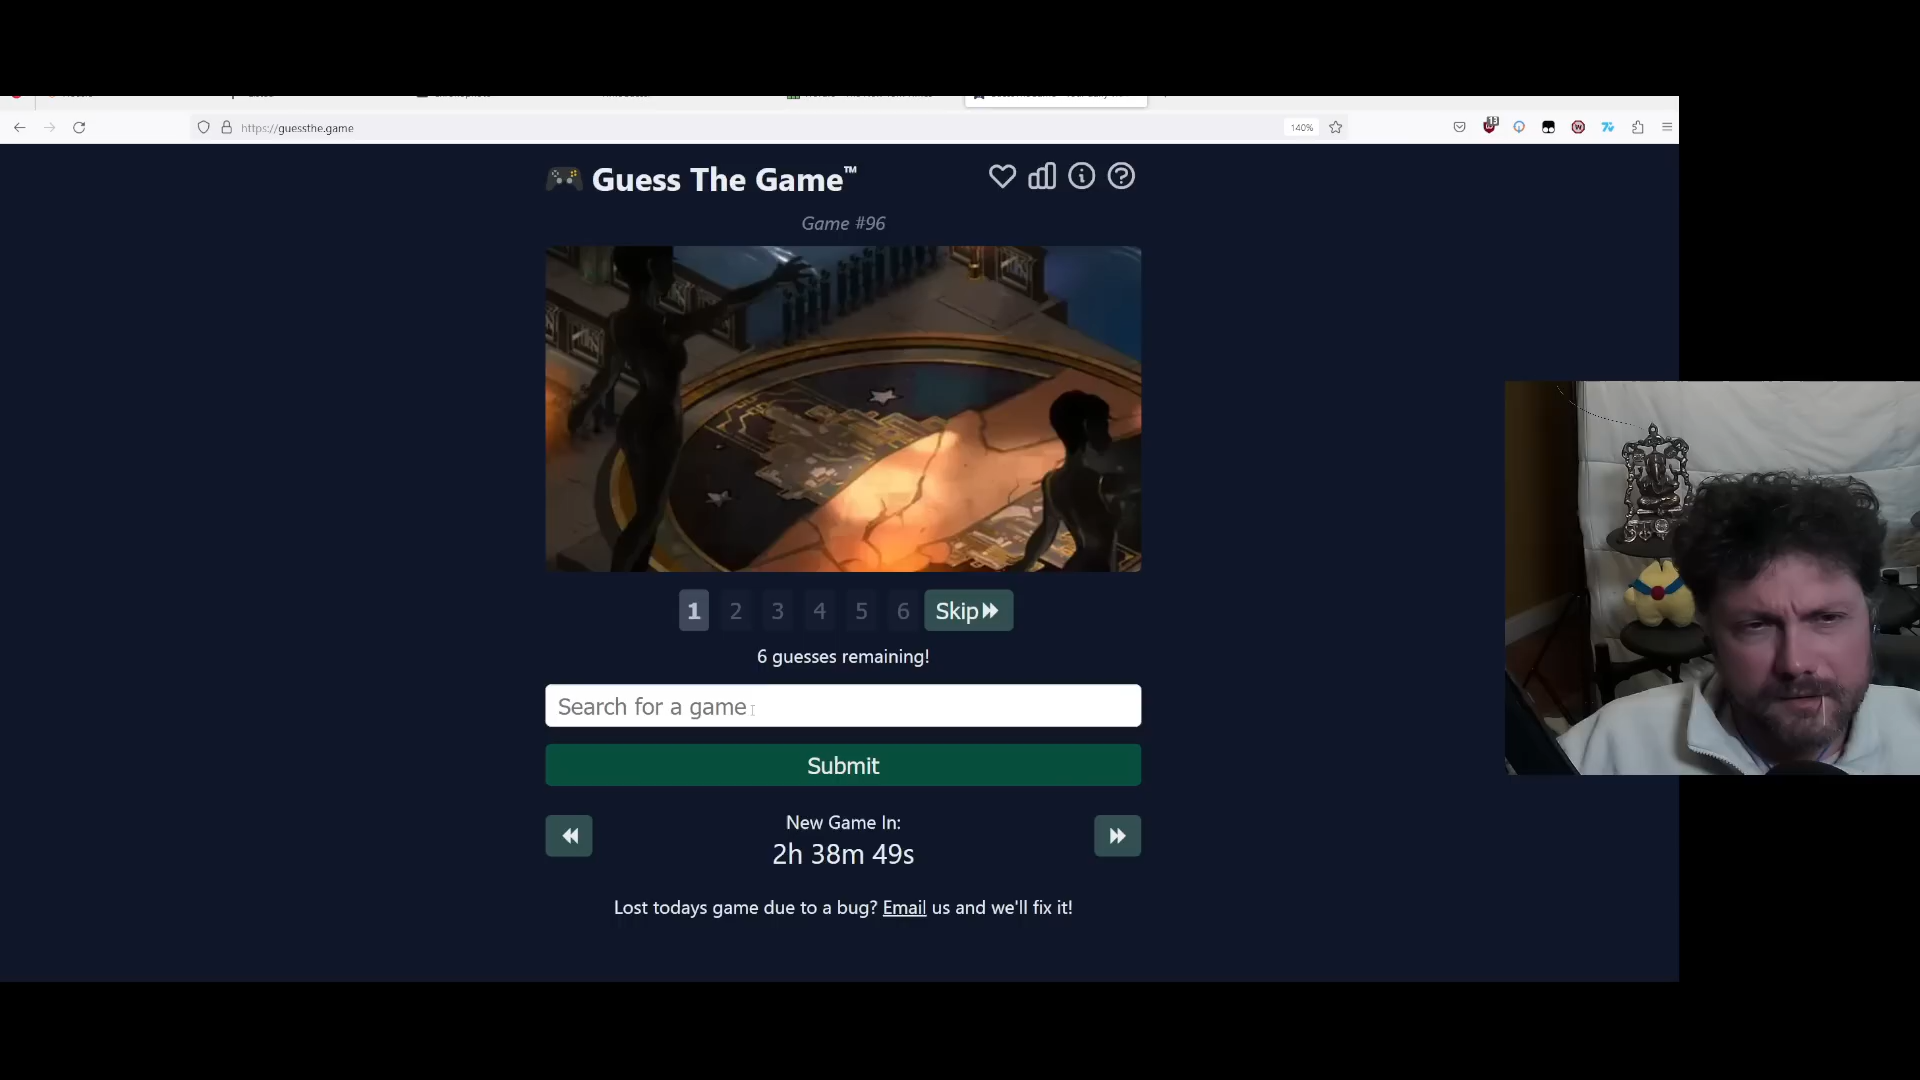 https://guessthe.game
140%
13
Guess The Game™
Game #96
1 2 3 4 5 6 Skip
6 guesses remaining!
Search for a game
Submit
New Game In:
2h 38m 49s
Lost todays game due to a bug? Email us and we'll fix it!